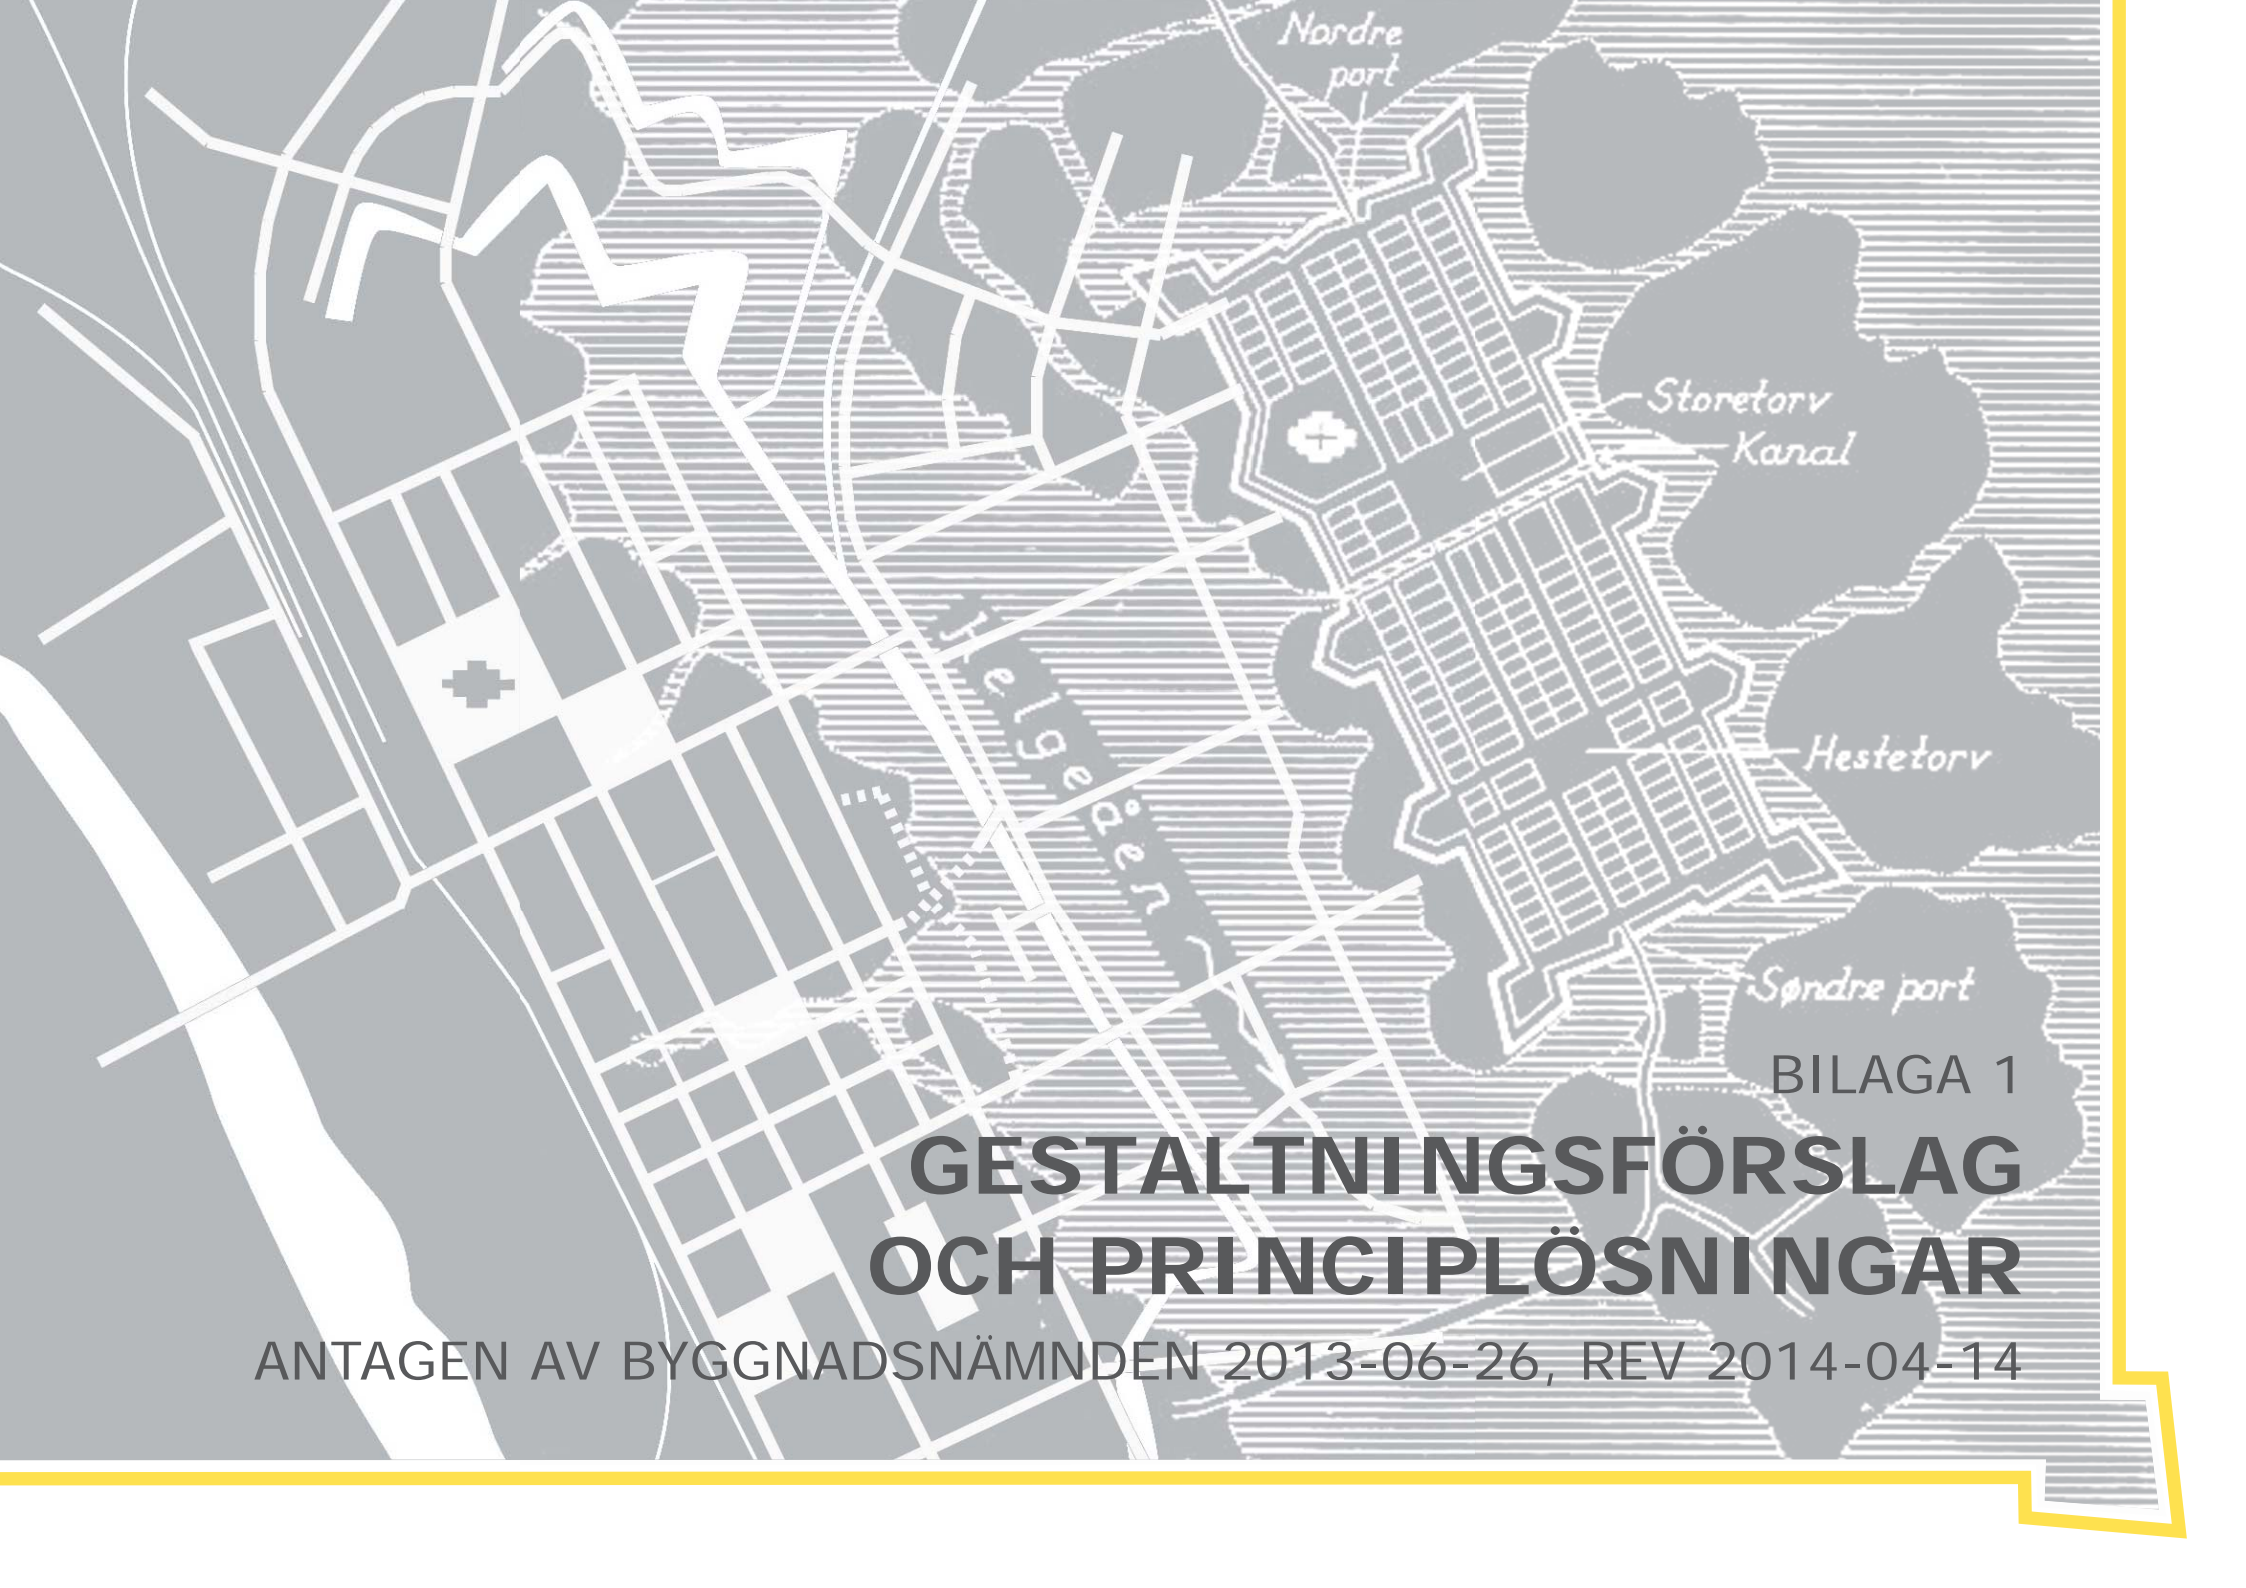 Nordre
port
Storetorv
Kanal
Helgeåen
Hestetorv
Søndre port
BILAGA 1
GESTALTNINGSFÖRSLAG
OCH PRINCIPLÖSNINGAR
ANTAGEN AV BYGGNADSNÄMNDEN 2013-06-26, REV 2014-04-14